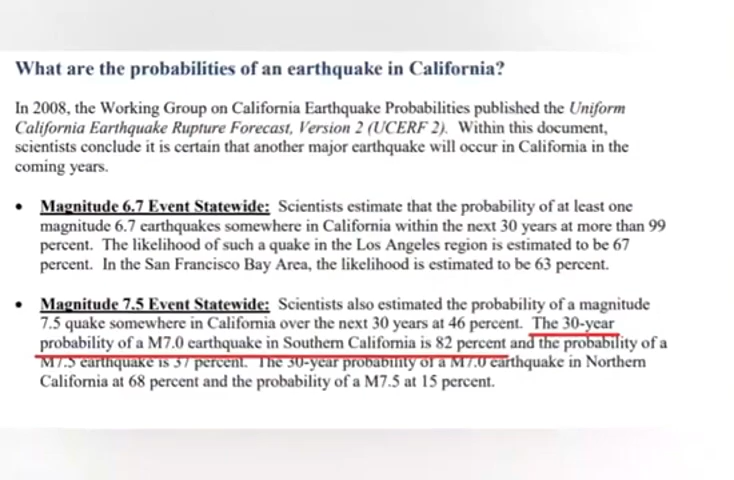 What are the probabilities of an earthquake in California?
In 2008, the Working Group on California Earthquake Probabilities published the Uniform
California Earthquake Rupture Forecast, Version 2 (UCERF 2). Within this document,
scientists conclude it is certain that another major earthquake will occur in California in the
coming years.
• Magnitude 6.7 Event Statewide: Scientists estimate that the probability of at least one
magnitude 6.7 earthquakes somewhere in California within the next 30 years at more than 99
percent. The likelihood of such a quake in the Los Angeles region is estimated to be 67
percent. In the San Francisco Bay Area, the likelihood is estimated to be 63 percent.
• Magnitude 7.5 Event Statewide: Scientists also estimated the probability of a magnitude
7.5 quake somewhere in California over the next 30 years at 46 percent. The 30-year
probability of a M7.0 earthquake in Southern California is 82 percent and the probability of a
M7.5 earthquake is 37 percent. The 30-year probability of a M7.0 earthquake in Northern
California at 68 percent and the probability of a M7.5 at 15 percent.